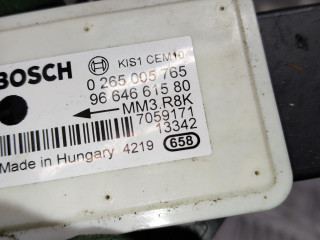 KIS1 CEM10
BOSCH
0 265 005 765
96 646 615 80
MM3.R8K
7059171
13342
Made in Hungary 4219 658